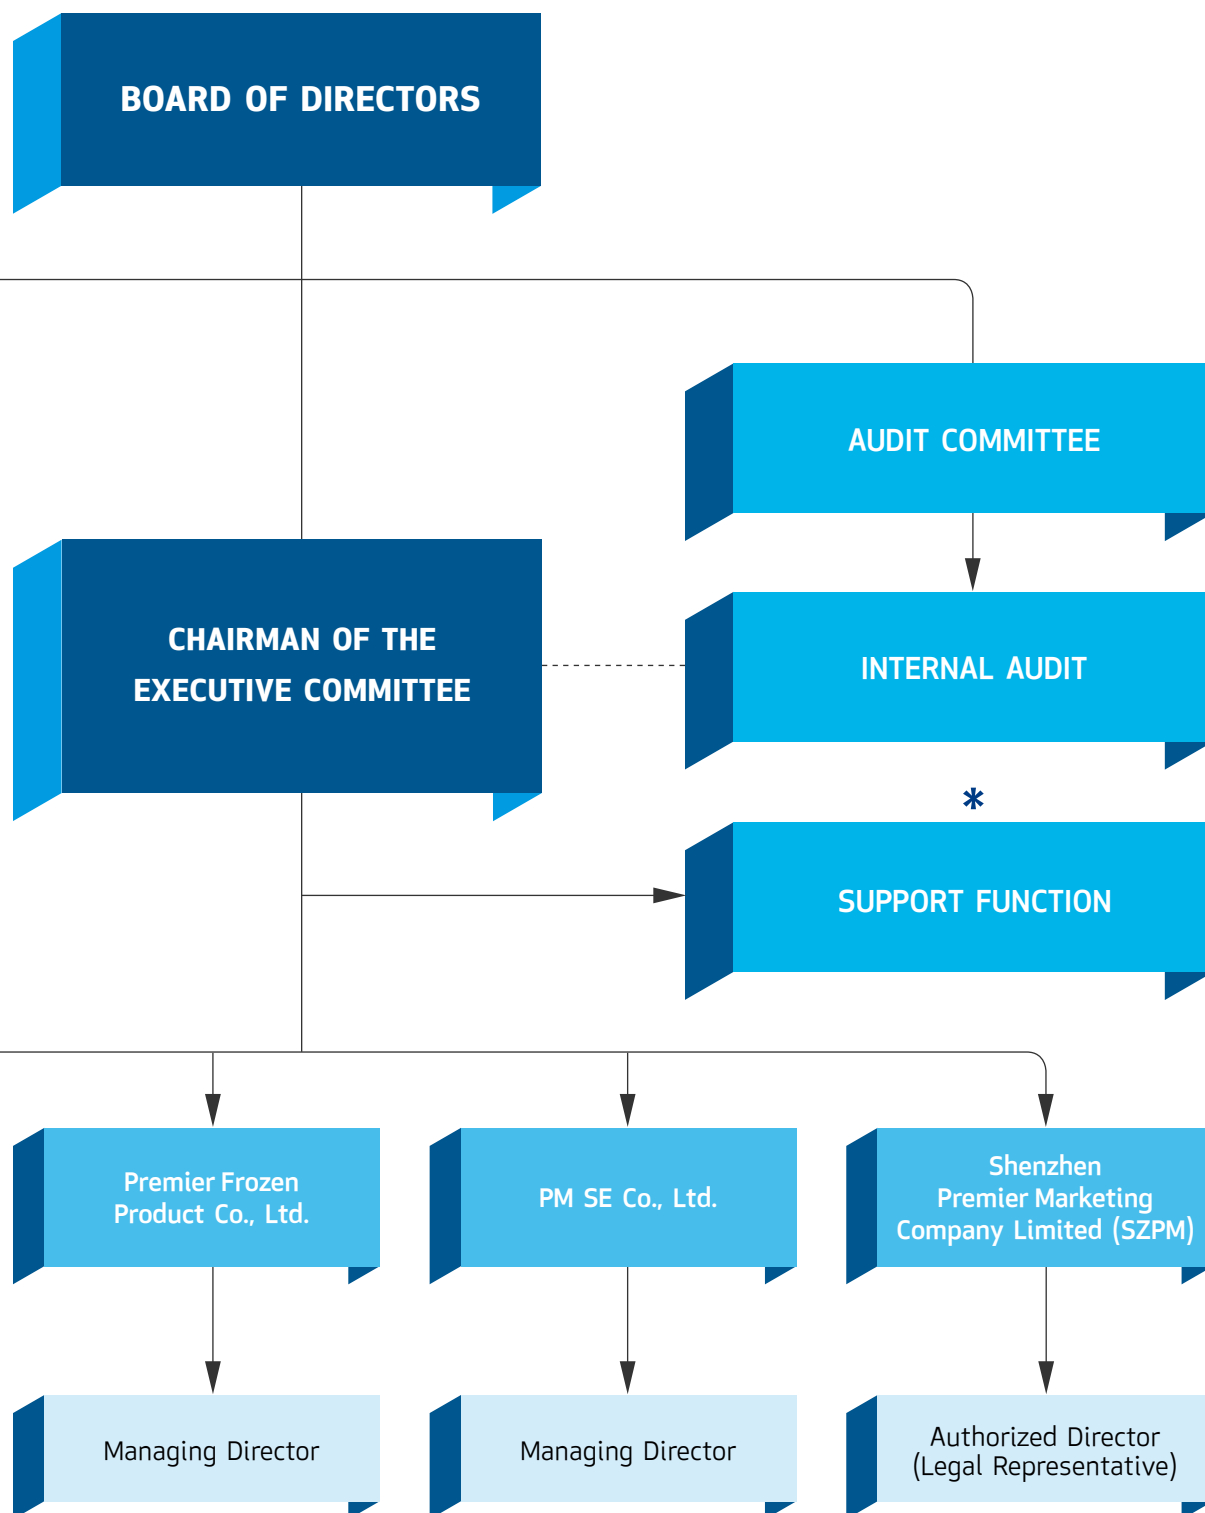 BOARD OF DIRECTORS
AUDIT COMMITTEE
CHAIRMAN OF THE
EXECUTIVE COMMITTEE
INTERNAL AUDIT
*
SUPPORT FUNCTION
Premier Frozen
Product Co., Ltd.
PM SE Co., Ltd.
Shenzhen
Premier Marketing
Company Limited (SZPM)
Managing Director
Managing Director
Authorized Director
(Legal Representative)